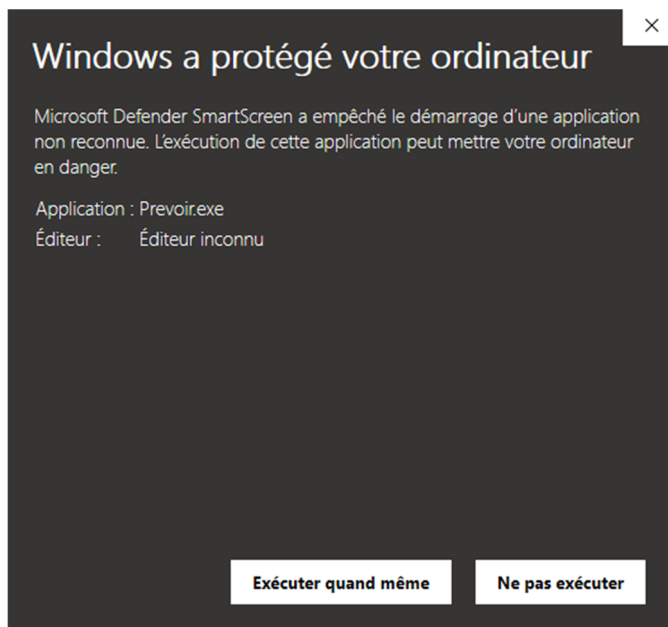 Windows a protégé votre ordinateur
Microsoft Defender SmartScreen a empêché le démarrage d'une application
non reconnue. L'exécution de cette application peut mettre votre ordinateur
en danger.
Application : Prevoir.exe
Éditeur : Éditeur inconnu
Exécuter quand même Ne pas exécuter